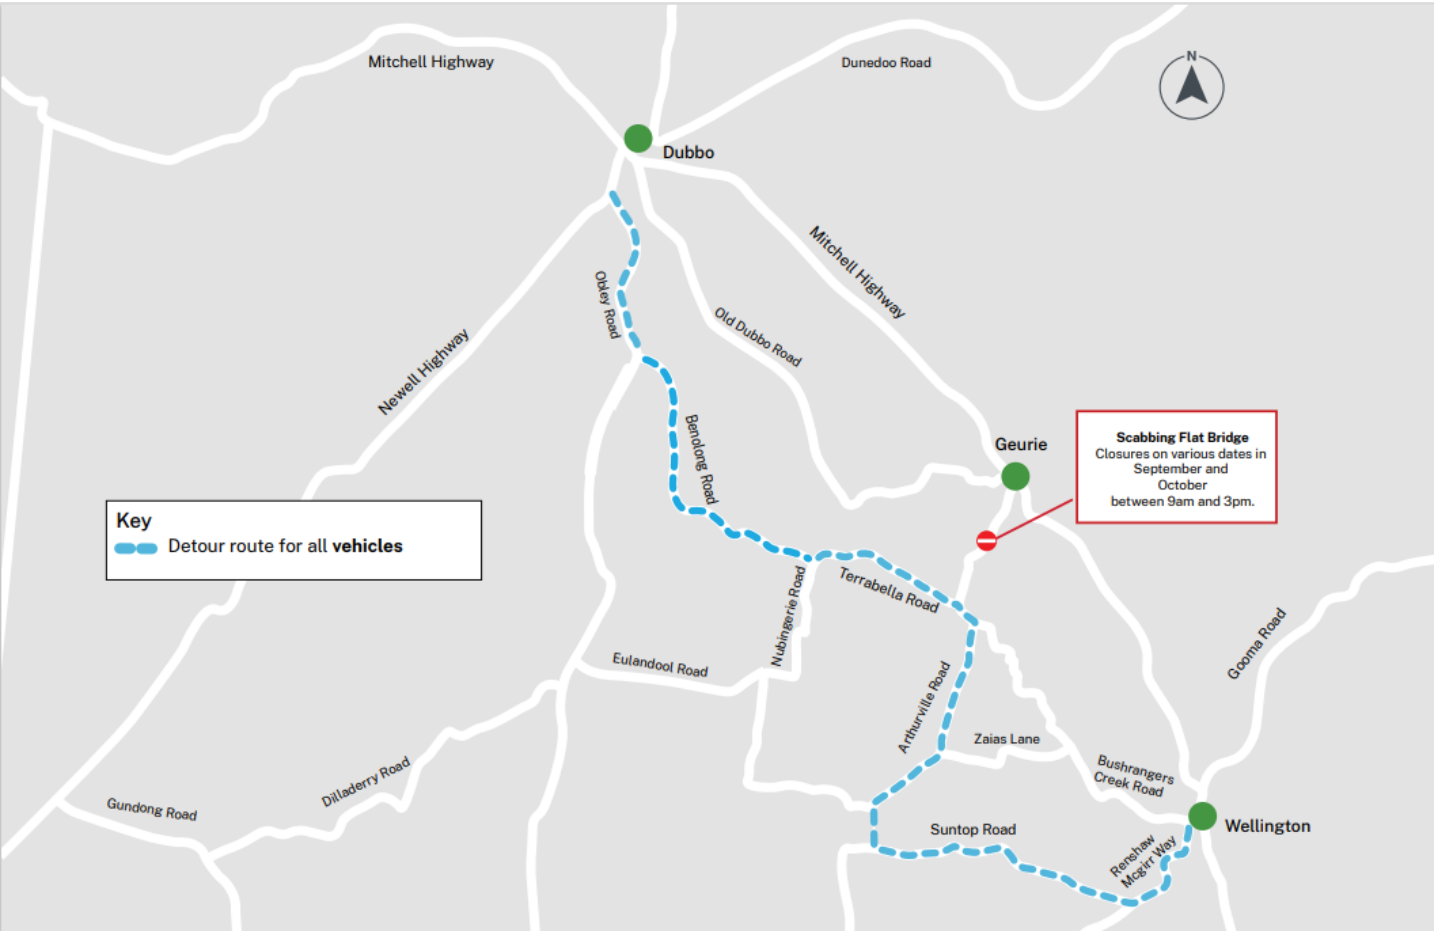 N
Mitchell Highway
Dunedoo Road
Dubbo
Mitchell Highway
Obley Road
Old Dubbo Road
Newell Highway
Benolong Road
Geurie
Scabbing Flat Bridge
Closures on various dates in
September and
October
between 9am and 3pm.
Key
Detour route for all vehicles
Terrabella Road
Nubingerie Road
Eulandool Road
Gooma Road
Arthurville Road
Zaias Lane
Bushrangers
Creek Road
Dilladerry Road
Gundong Road
Suntop Road
Wellington
Renshaw
Mcgirr Way